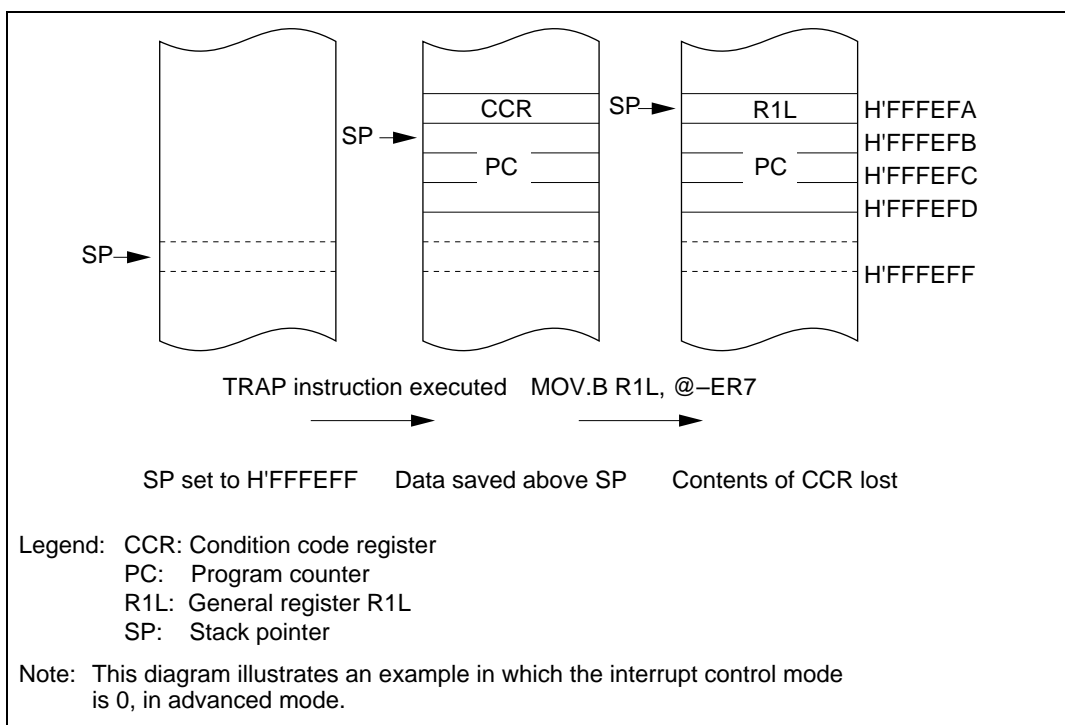 CCR SP R1L H'FFFEFA
SP H'FFFEFB
PC PC H'FFFEFC
H'FFFEFD
SP
H'FFFEFF
TRAP instruction executed MOV.B R1L, @–ER7
SP set to H'FFFEFF Data saved above SP Contents of CCR lost
Legend: CCR: Condition code register
PC: Program counter
R1L: General register R1L
SP: Stack pointer
Note: This diagram illustrates an example in which the interrupt control mode
is 0, in advanced mode.